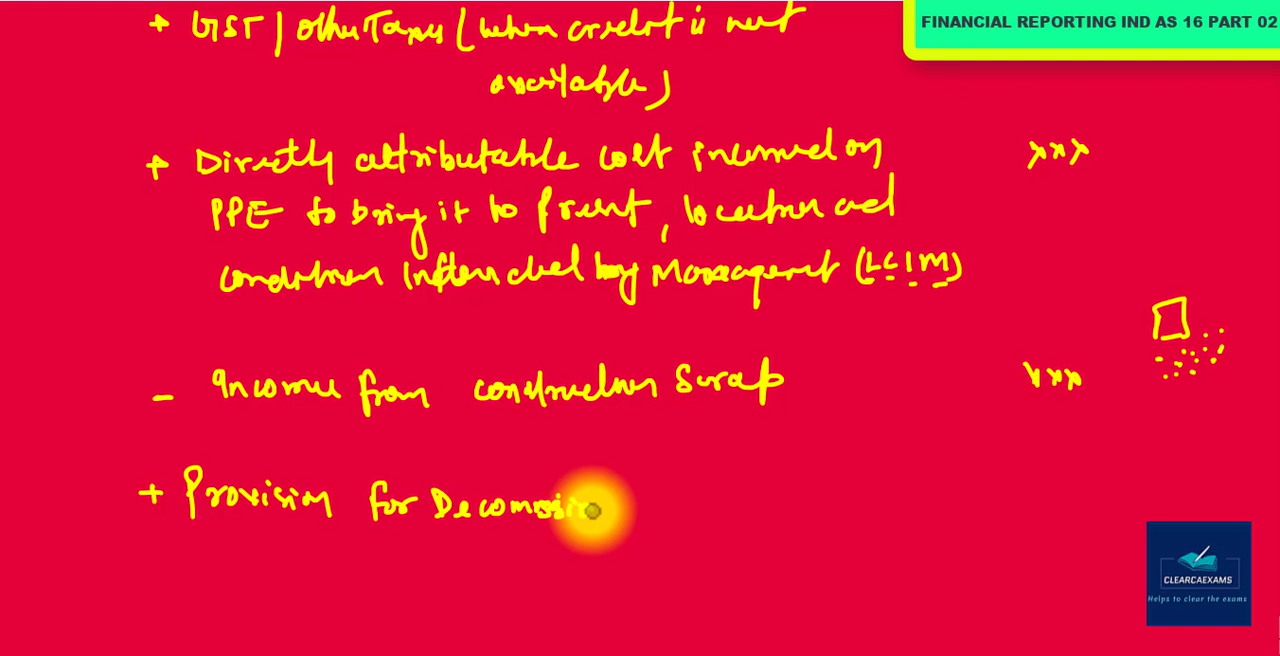 FINANCIAL REPORTING IND AS 16 PART 02
+ GST / other Taxes (when credit is not
available)
+ Directly attributable cost incurred on xxx
PPE to bring it to Present, location and
condition by Management (LCIM)
- Income from construction Scrap xxx
+ Provision for Decommissi
CLEARCAEXAMS
Helps to clear the exams